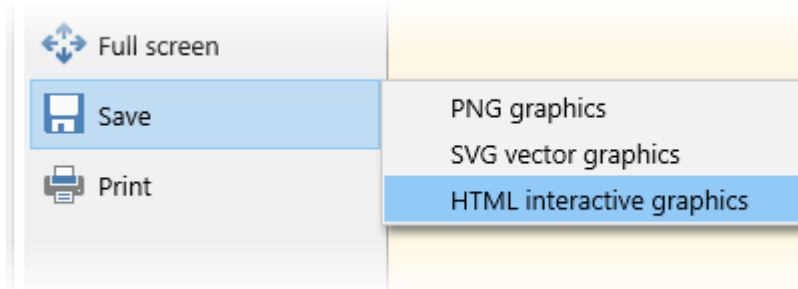 Full screen
Save
Print
PNG graphics
SVG vector graphics
HTML interactive graphics